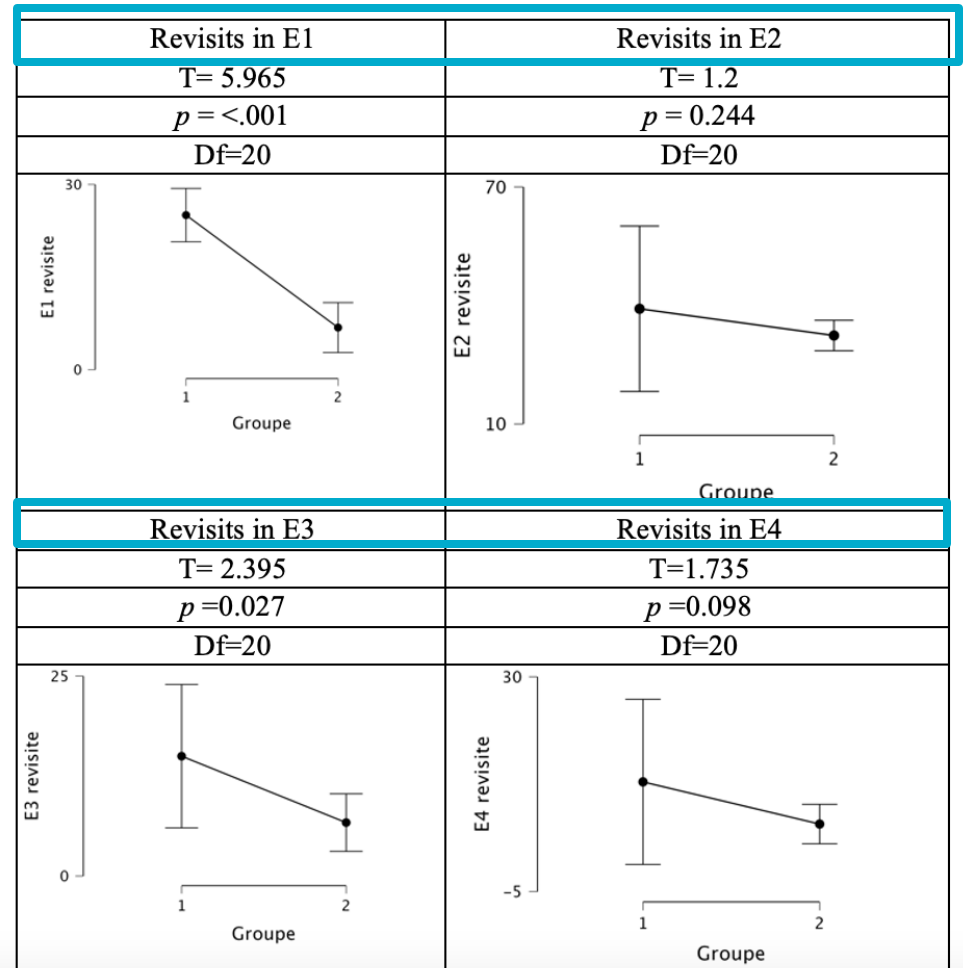 Revisits in E1
Revisits in E2
T= 5.965
T= 1.2
p = <.001
p = 0.244
Df=20
Df=20
30
E1 revisite
0
1
2
Groupe
70
E2 revisite
10
1
2
Groupe
Revisits in E3
Revisits in E4
T= 2.395
T=1.735
p =0.027
p =0.098
Df=20
Df=20
25
E3 revisite
0
1
2
Groupe
30
E4 revisite
-5
1
2
Groupe